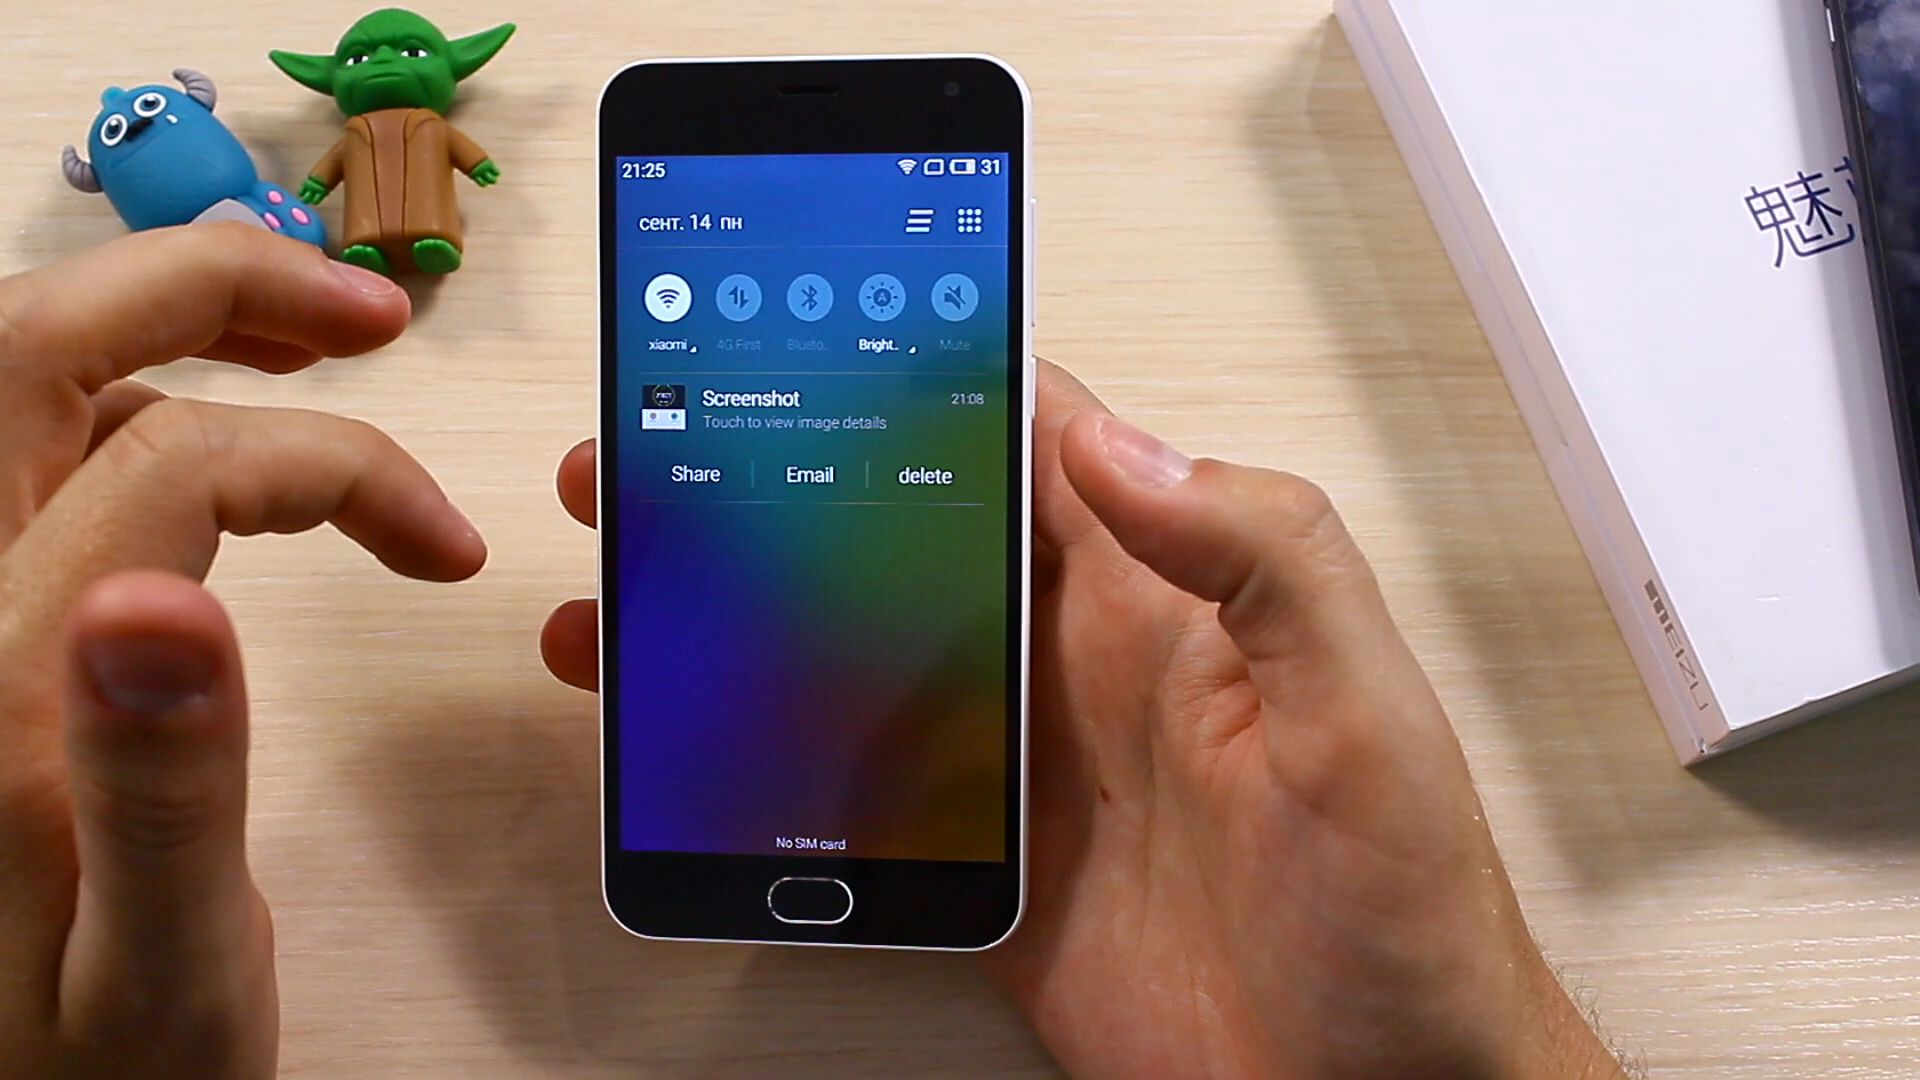 21:25 31
сент. 14 пн
xiaomi 4G First Blueto.. Bright.. Mute
Screenshot 21:08
Touch to view image details
Share Email delete
No SIM card
魅
MEIZU